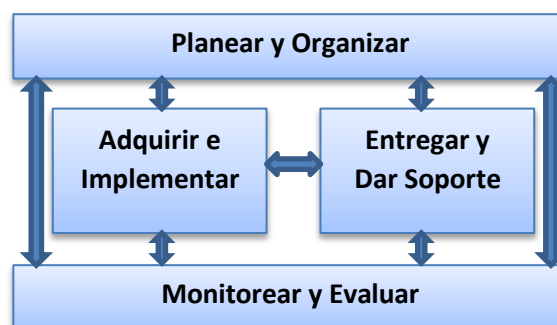 Planear y Organizar
Adquirir e
Implementar
Entregar y
Dar Soporte
Monitorear y Evaluar